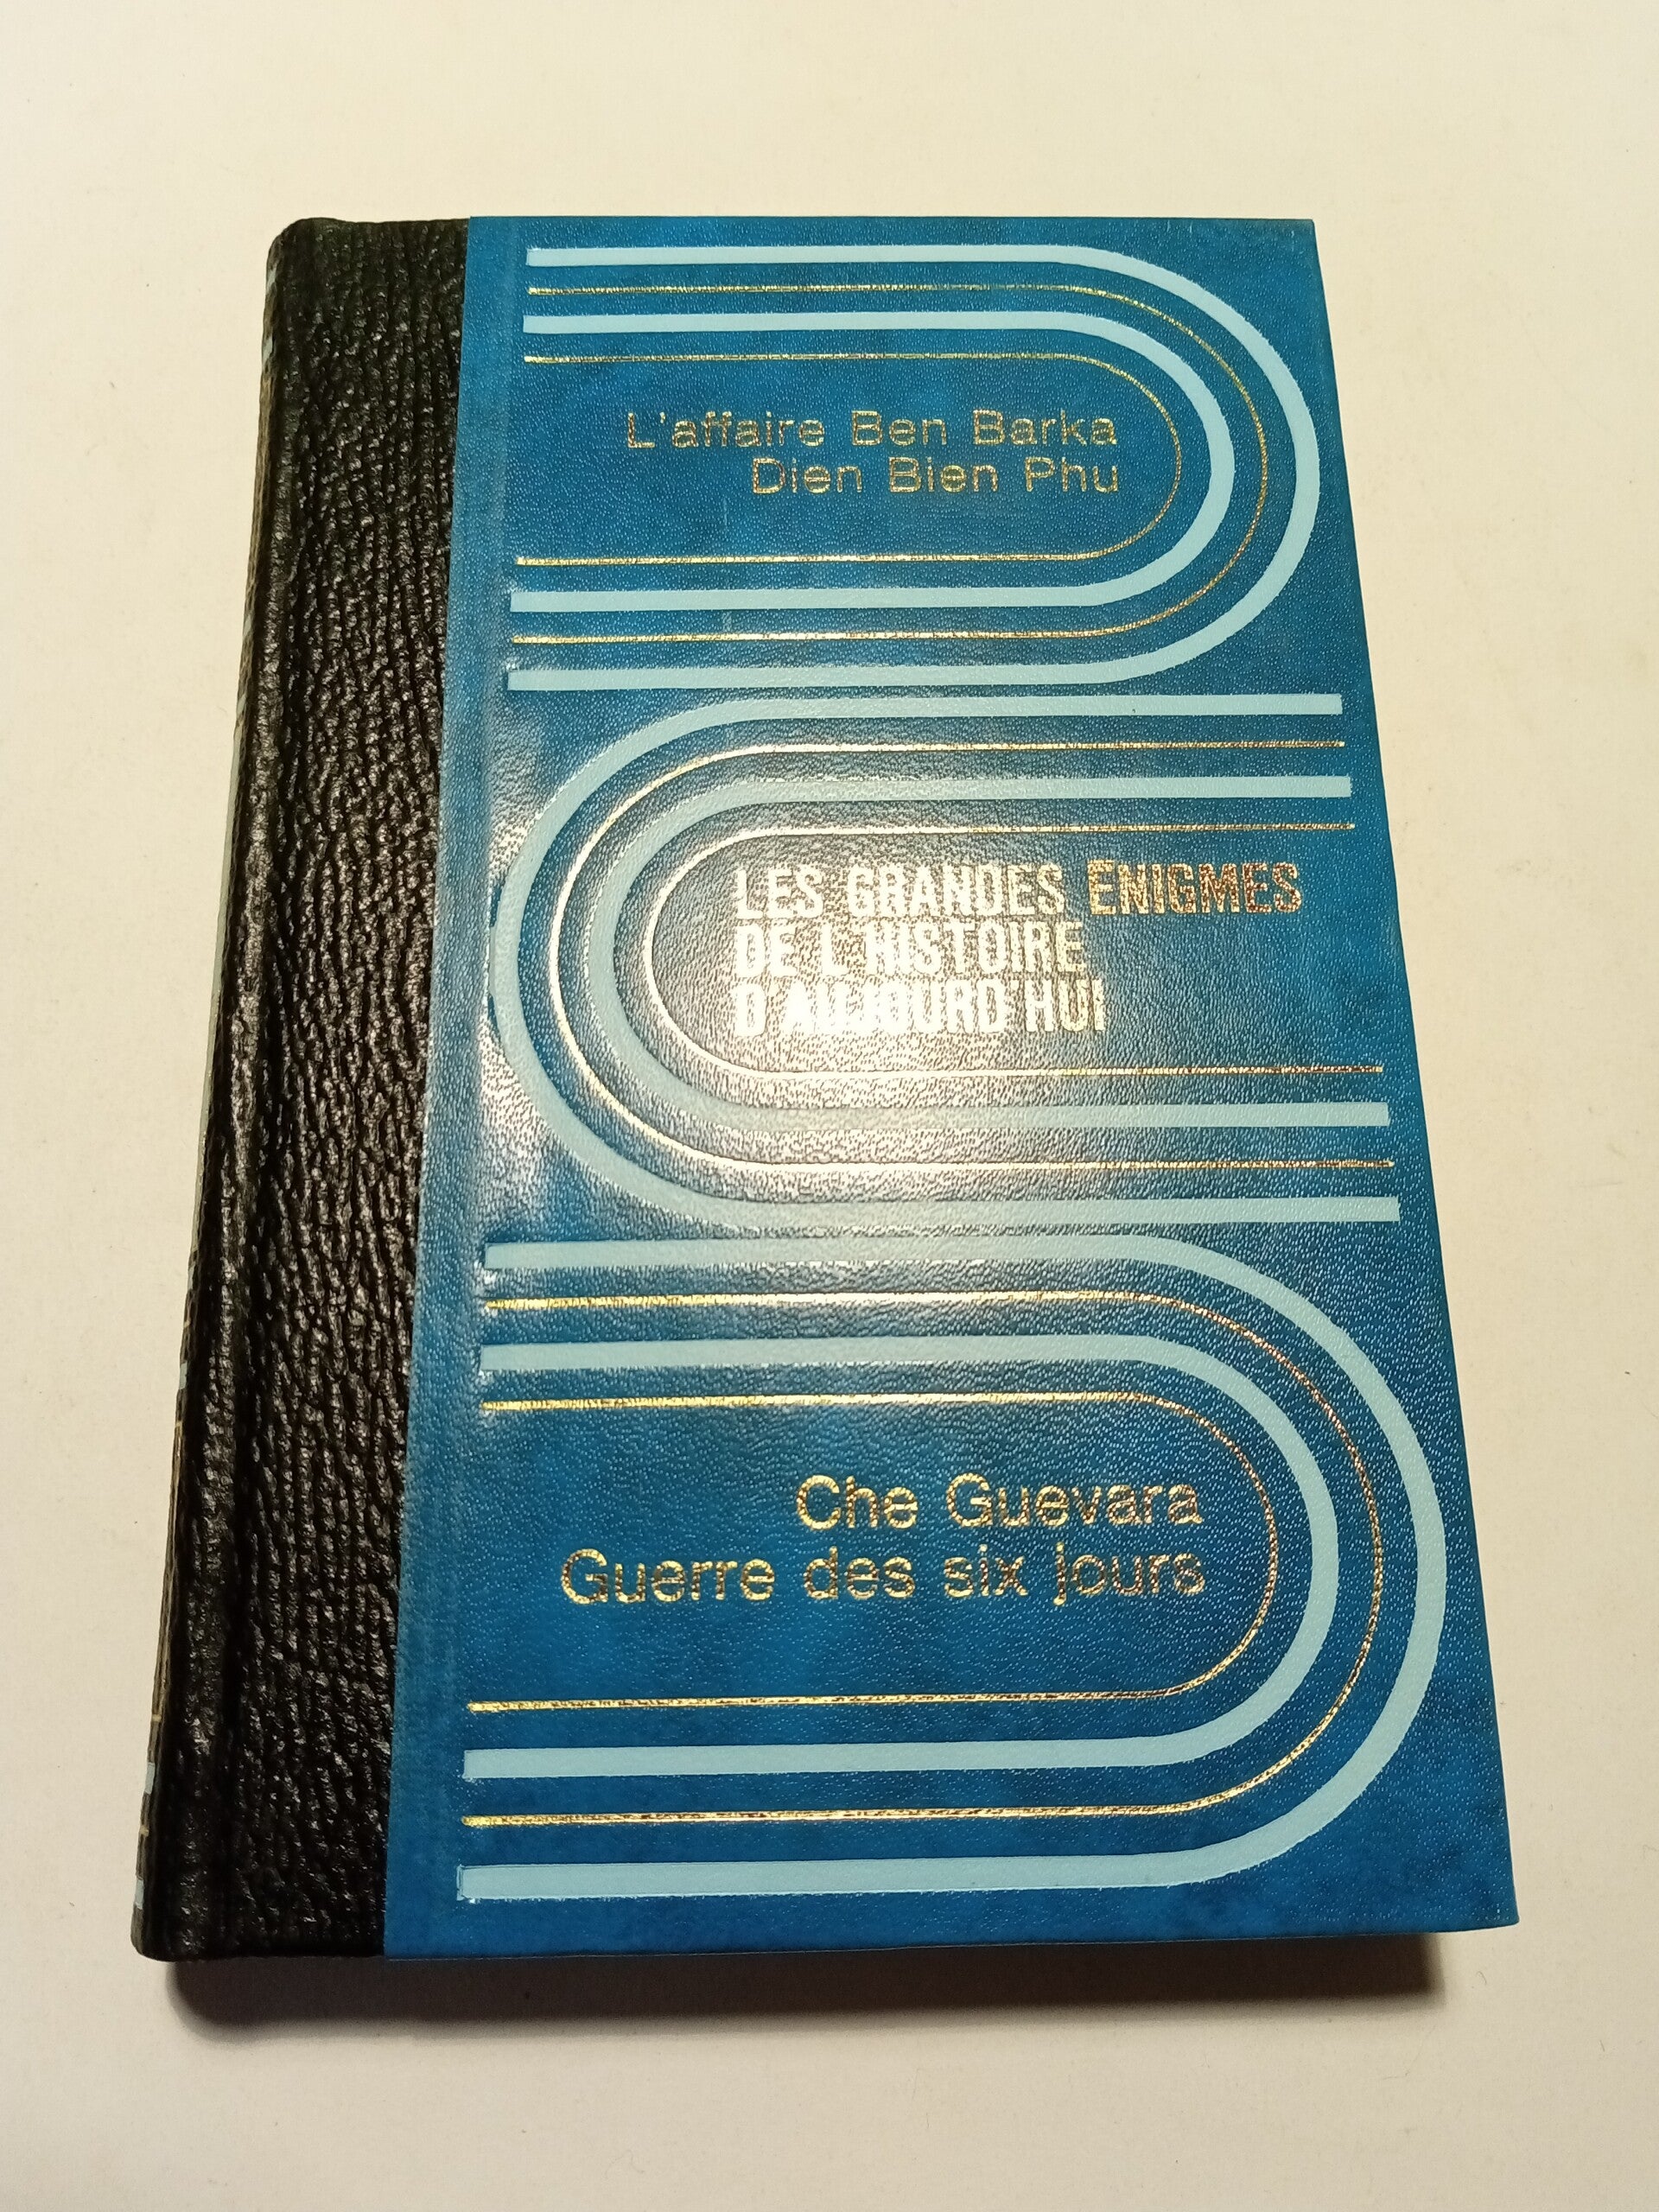 L'affaire Ben Barka
Dien Bien Phu
LES GRANDES ENIGMES
DE L'HISTOIRE
D'AUJOURD'HUI
Che Guevara
Guerre des six jours